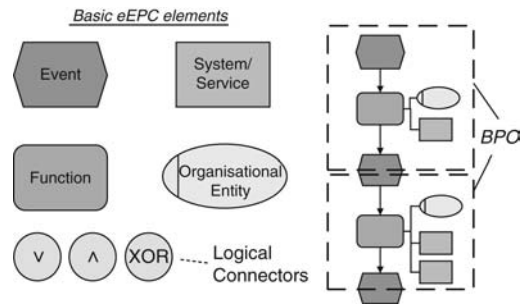 Basic eEPC elements
Event
System/
Service
Function
Organisational
Entity
v
^
XOR
Logical
Connectors
BPC